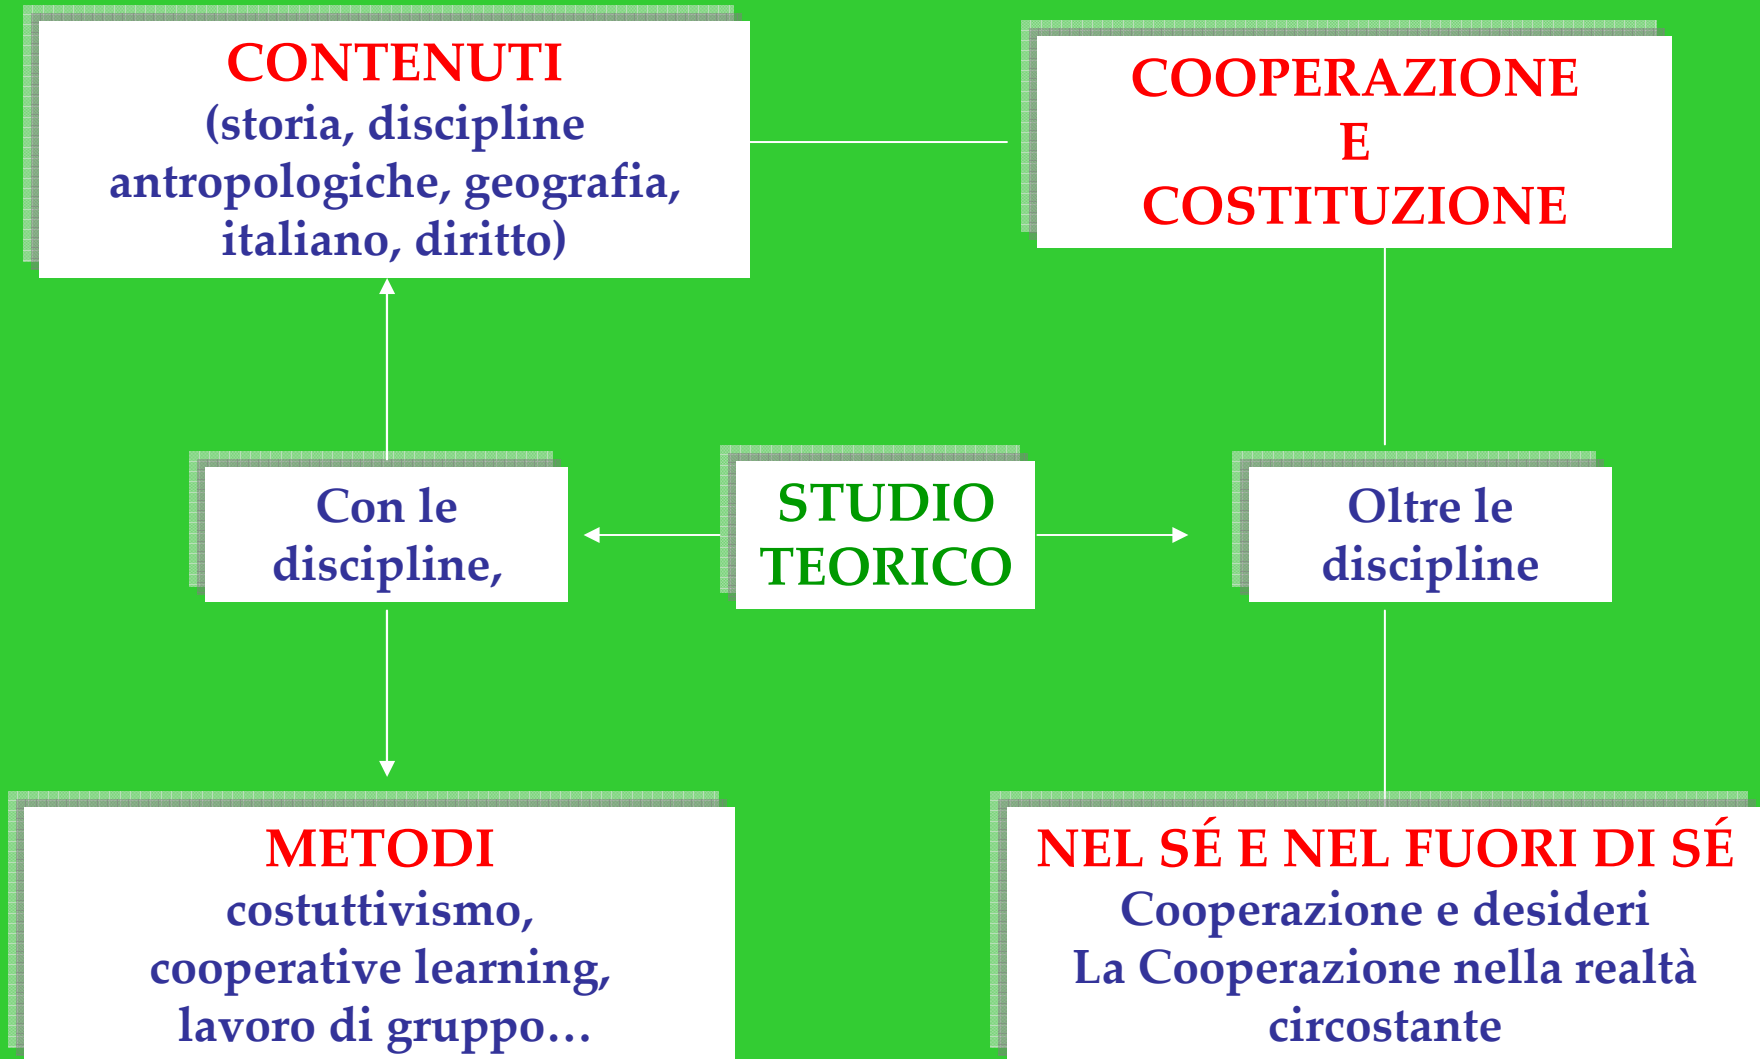 CONTENUTI
(storia, discipline
antropologiche, geografia,
italiano, diritto)
COOPERAZIONE
E
COSTITUZIONE
Con le
discipline,
STUDIO
TEORICO
Oltre le
discipline
METODI
costuttivismo,
cooperative learning,
lavoro di gruppo…
NEL SÉ E NEL FUORI DI SÉ
Cooperazione e desideri
La Cooperazione nella realtà
circostante